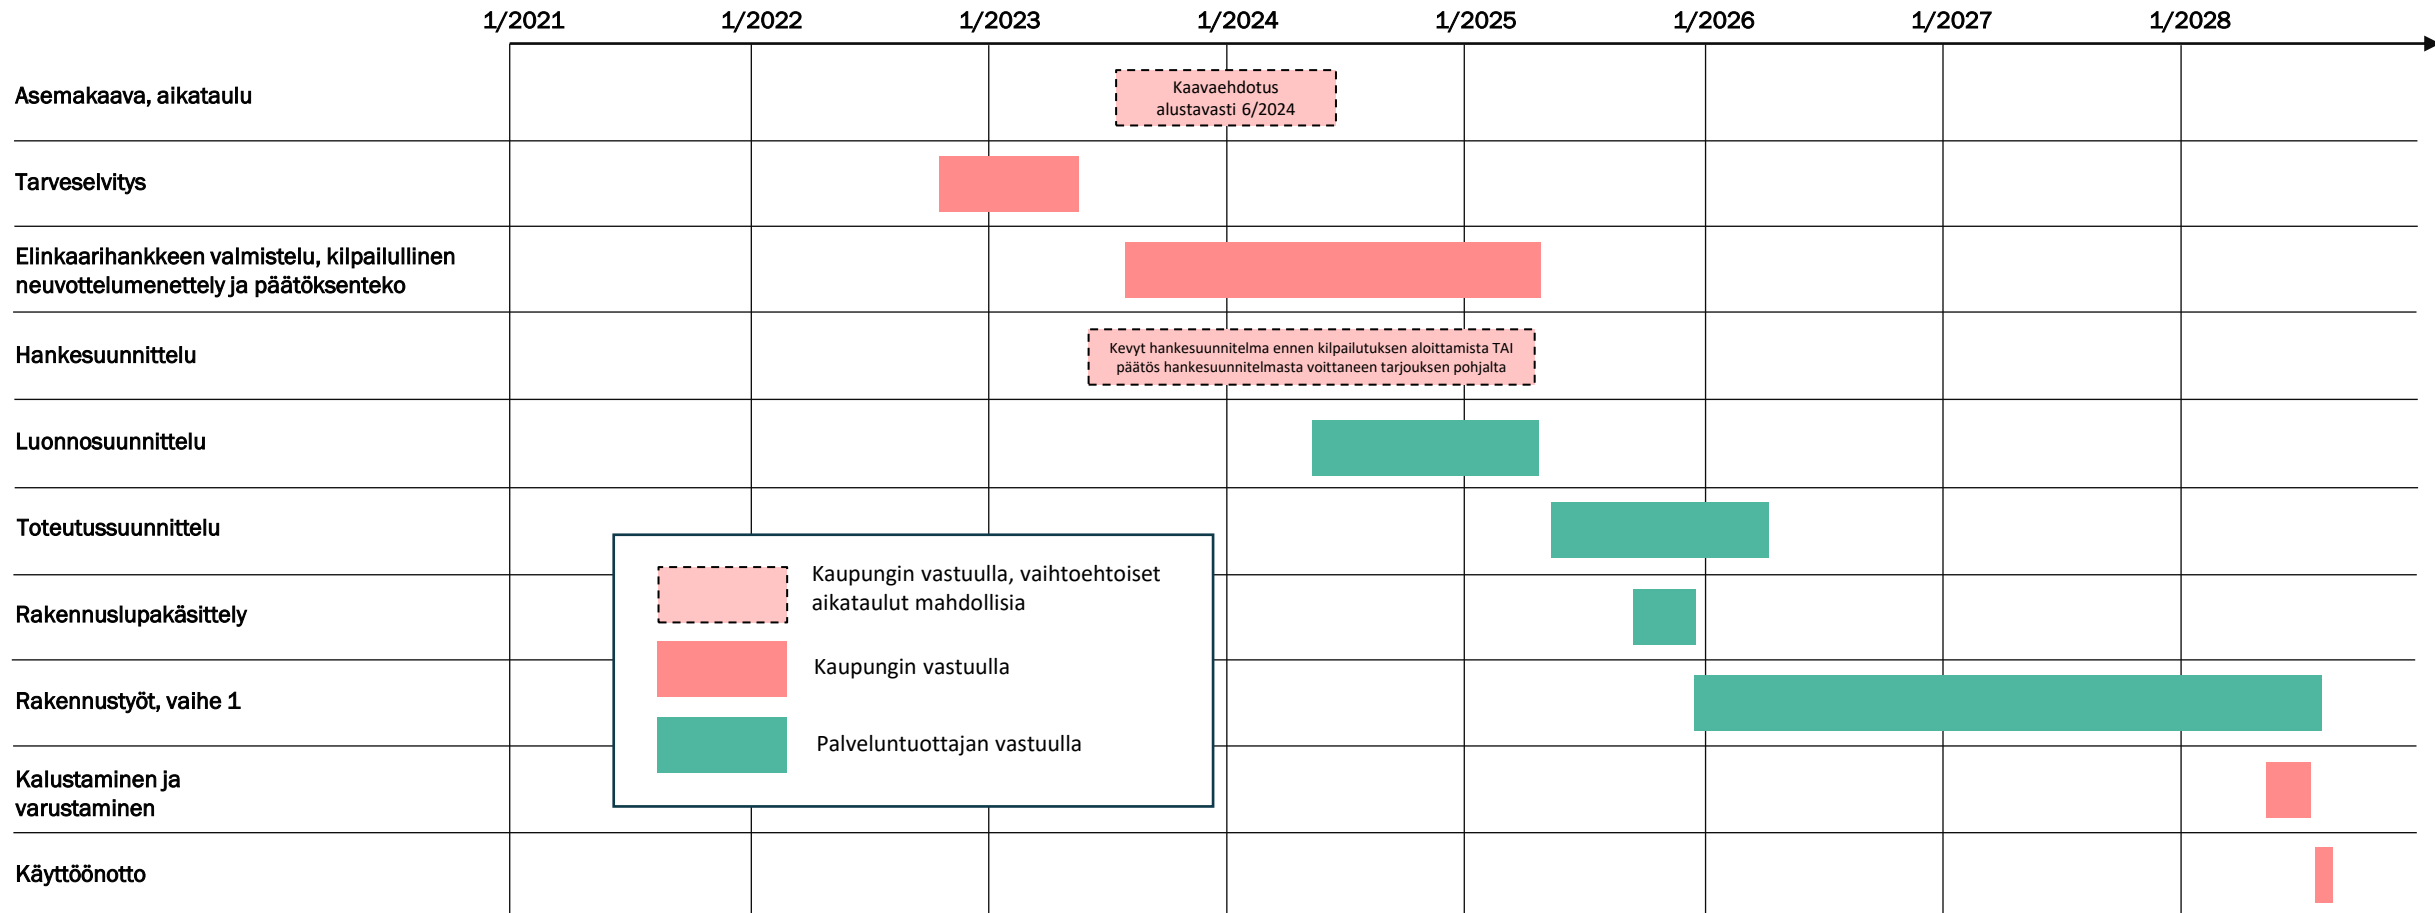 1/2021 1/2022 1/2023 1/2024 1/2025 1/2026 1/2027 1/2028
Asemakaava, aikataulu
Kaavaehdotus
alustavasti 6/2024
Tarveselvitys
Elinkaarihankkeen valmistelu, kilpailullinen
neuvottelumenettely ja päätöksenteko
Hankesuunnittelu
Kevyt hankesuunnitelma ennen kilpailutuksen aloittamista TAI
päätös hankesuunnitelmasta voittaneen tarjouksen pohjalta
Luonnosuunnittelu
Toteutussuunnittelu
Rakennuslupakäsittely
Rakennustyöt, vaihe 1
Kalustaminen ja
varustaminen
Käyttöönotto
Kaupungin vastuulla, vaihtoehtoiset
aikataulut mahdollisia
Kaupungin vastuulla
Palveluntuottajan vastuulla